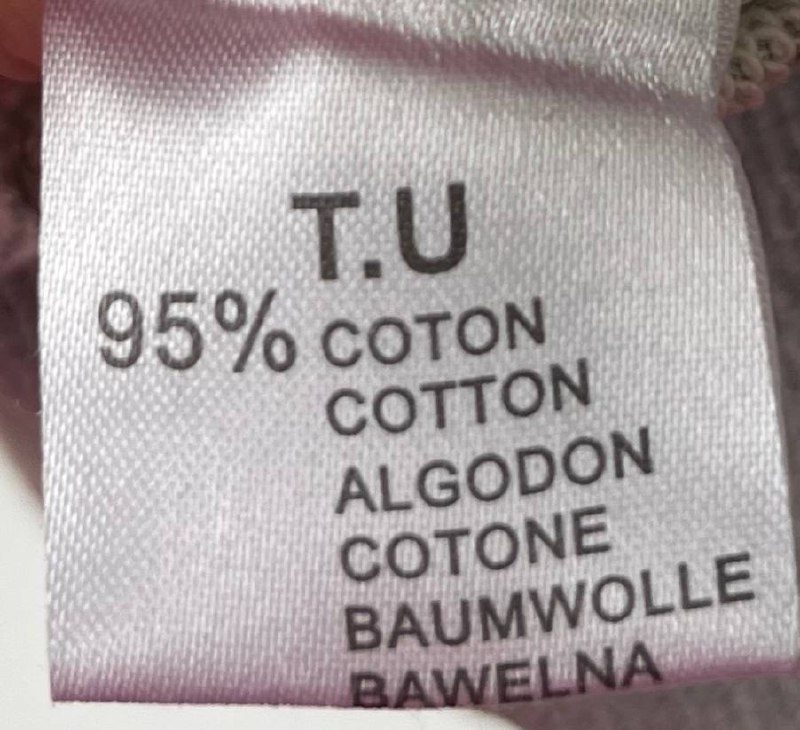 T.U
95% COTON
COTTON
ALGODON
COTONE
BAUMWOLLE
BAWELNA